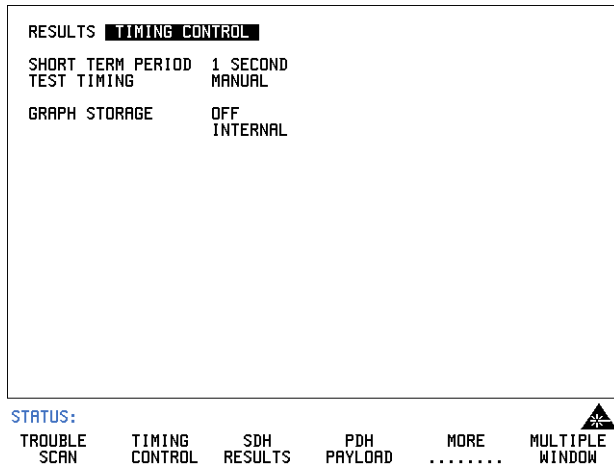 RESULTS TIMING CONTROL
SHORT TERM PERIOD 1 SECOND
TEST TIMING MANUAL
GRAPH STORAGE OFF
INTERNAL
STATUS:
TROUBLE SCAN
TIMING CONTROL
SDH RESULTS
PDH PAYLOAD
MORE ........
MULTIPLE WINDOW